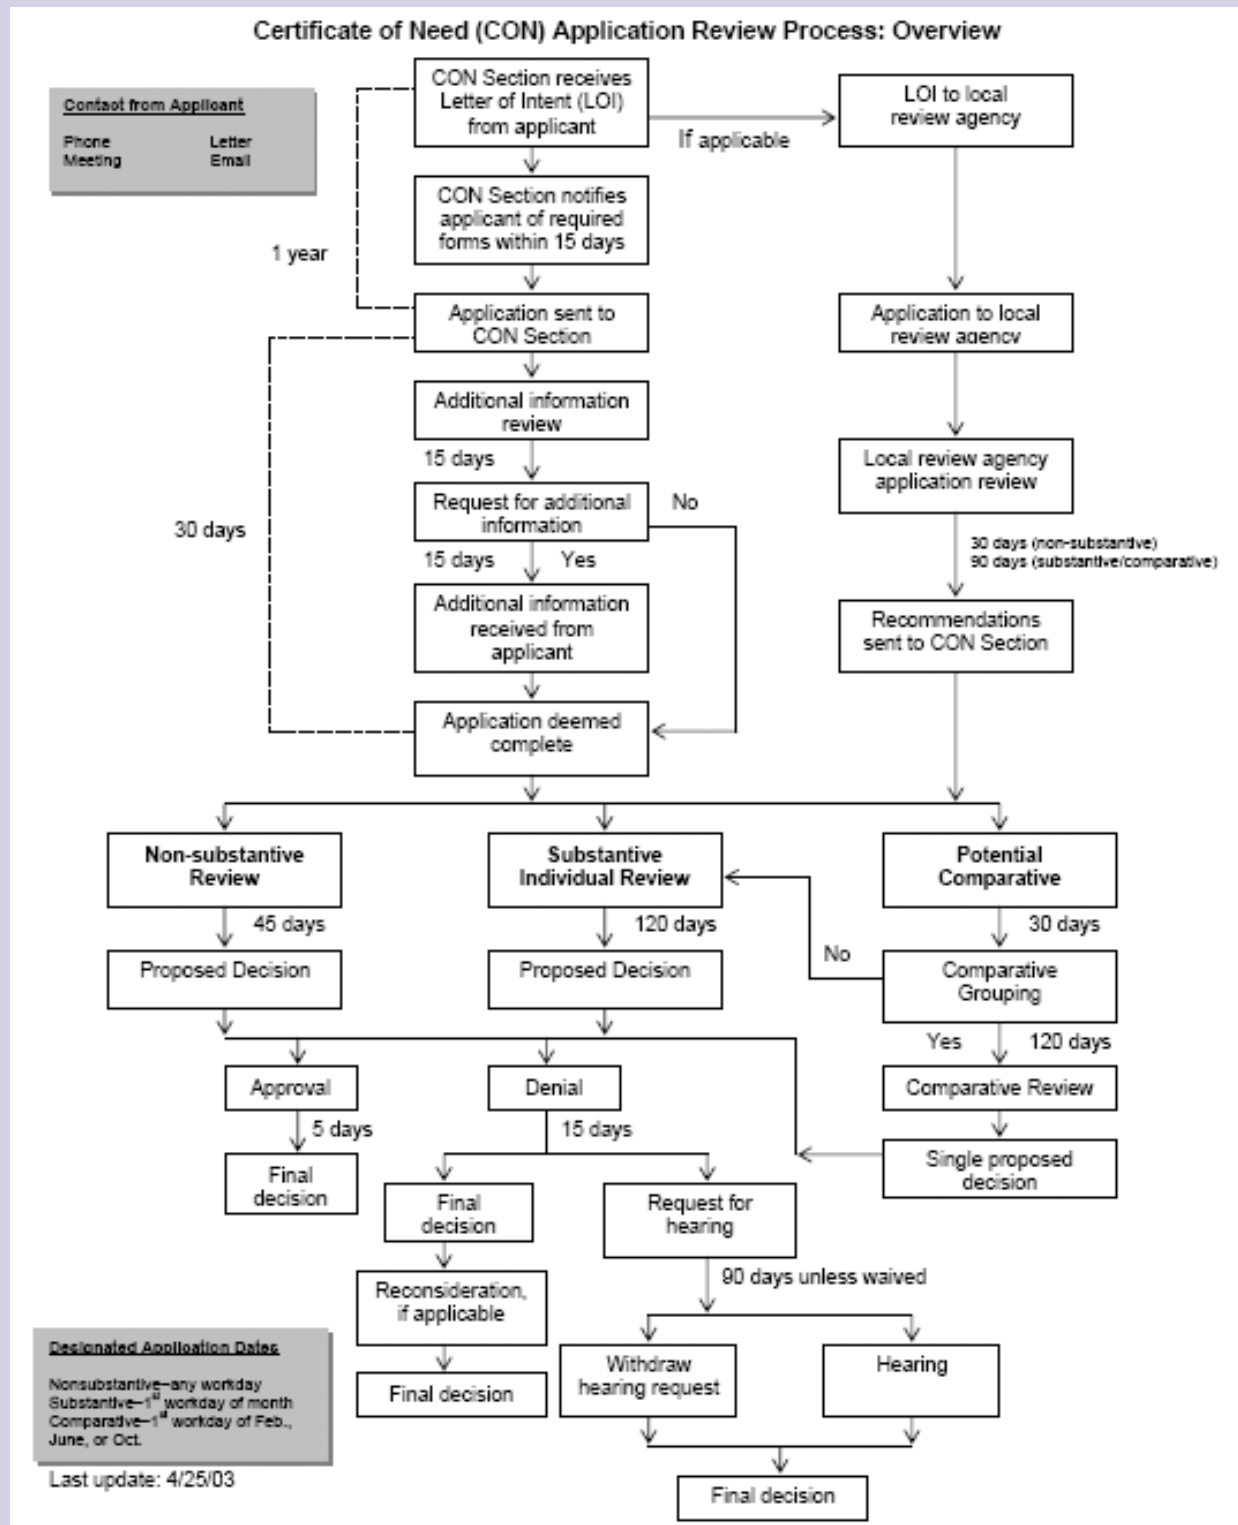 Certificate of Need (CON) Application Review Process: Overview
Contact from Applicant
Phone Letter
Meeting Email
CON Section receives
Letter of Intent (LOI)
from applicant
If applicable
LOI to local
review agency
CON Section notifies
applicant of required
forms within 15 days
1 year
Application sent to
CON Section
Application to local
review agency
Additional information
review
15 days
Local review agency
application review
Request for additional
information
No
30 days
15 days Yes
30 days (non-substantive)
90 days (substantive/comparative)
Additional information
received from
applicant
Recommendations
sent to CON Section
Application deemed
complete
Non-substantive
Review
Substantive
Individual Review
Potential
Comparative
45 days
120 days
30 days
No
Proposed Decision
Proposed Decision
Comparative
Grouping
Yes 120 days
Approval
Denial
Comparative Review
5 days
15 days
Final
decision
Single proposed
decision
Final
decision
Request for
hearing
90 days unless waived
Reconsideration,
if applicable
Withdraw
hearing request
Hearing
Final decision
Final decision
Designated Application Dates
Nonsubstantive–any workday
Substantive–1st workday of month
Comparative–1st workday of Feb.,
June, or Oct.
Last update: 4/25/03